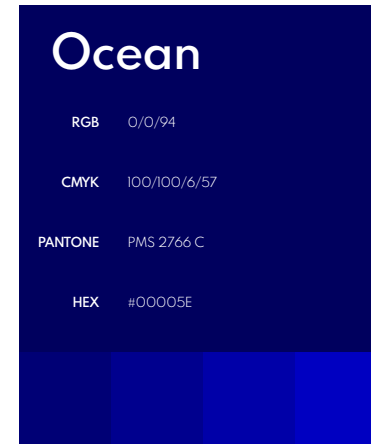 Ocean
RGB 0/0/94
CMYK 100/100/6/57
PANTONE PMS 2766 C
HEX #00005E